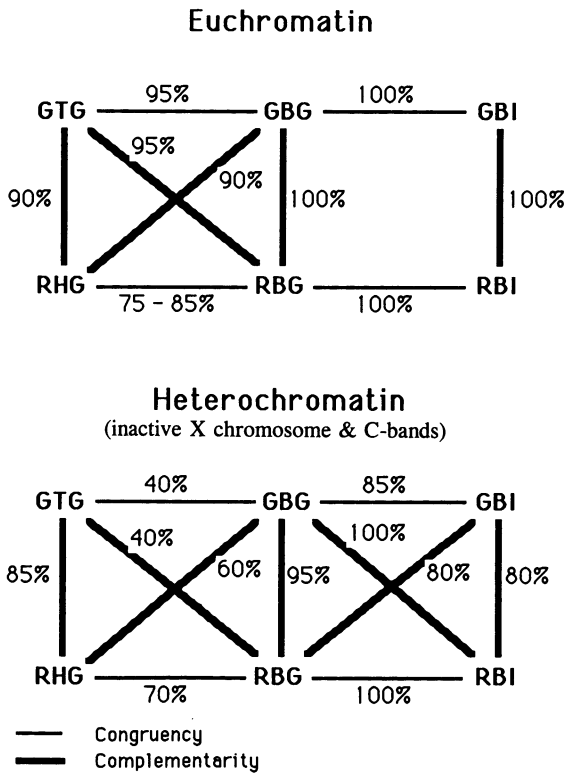 Euchromatin
95% 100%
GTG GBG GBI
95%
90%
90% 100% 100%
RHG RBG RBI
75 - 85% 100%
Heterochromatin
(inactive X chromosome & C-bands)
40% 85%
GTG GBG GBI
40% 100%
85% 60% 95% 80% 80%
RHG RBG RBI
70% 100%
Congruency
Complementarity